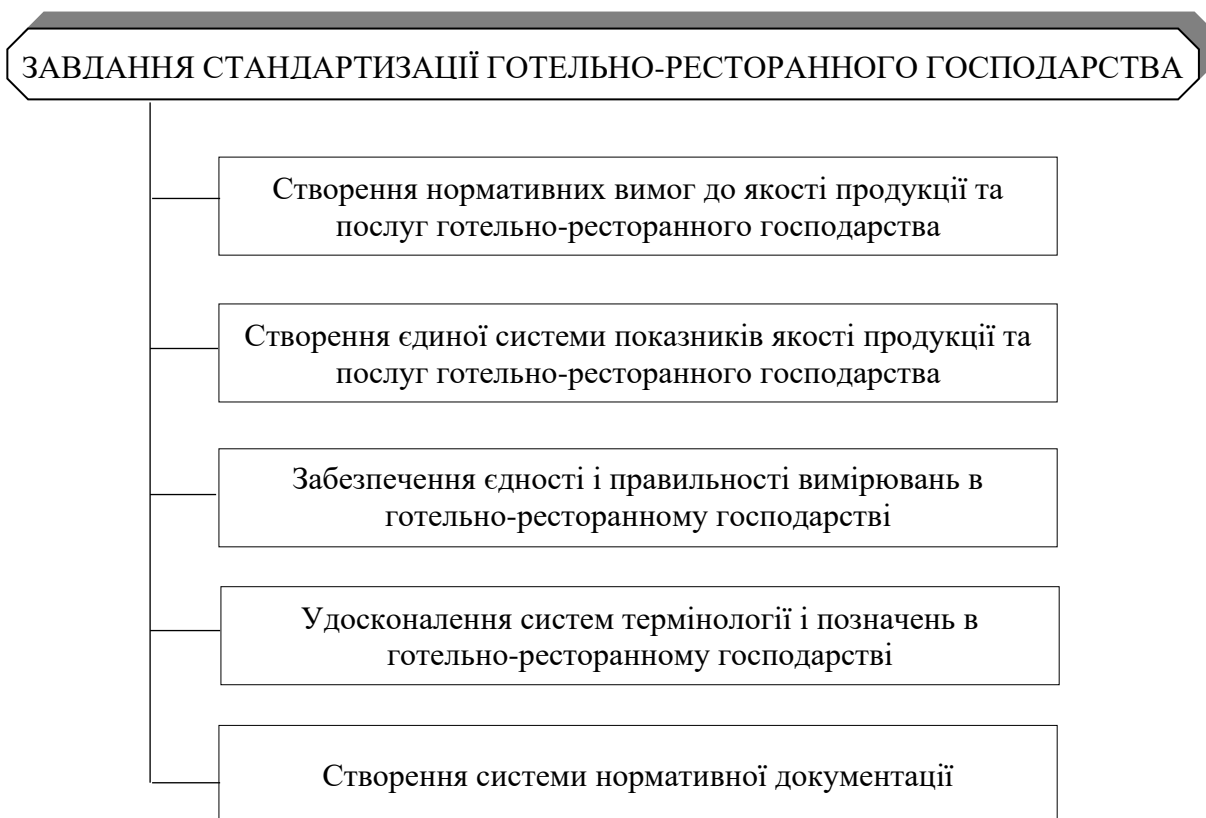 ЗАВДАННЯ СТАНДАРТИЗАЦІЇ ГОТЕЛЬНО-РЕСТОРАННОГО ГОСПОДАРСТВА
Створення нормативних вимог до якості продукції та
послуг готельно-ресторанного господарства
Створення єдиної системи показників якості продукції та
послуг готельно-ресторанного господарства
Забезпечення єдності і правильності вимірювань в
готельно-ресторанному господарстві
Удосконалення систем термінології і позначень в
готельно-ресторанному господарстві
Створення системи нормативної документації